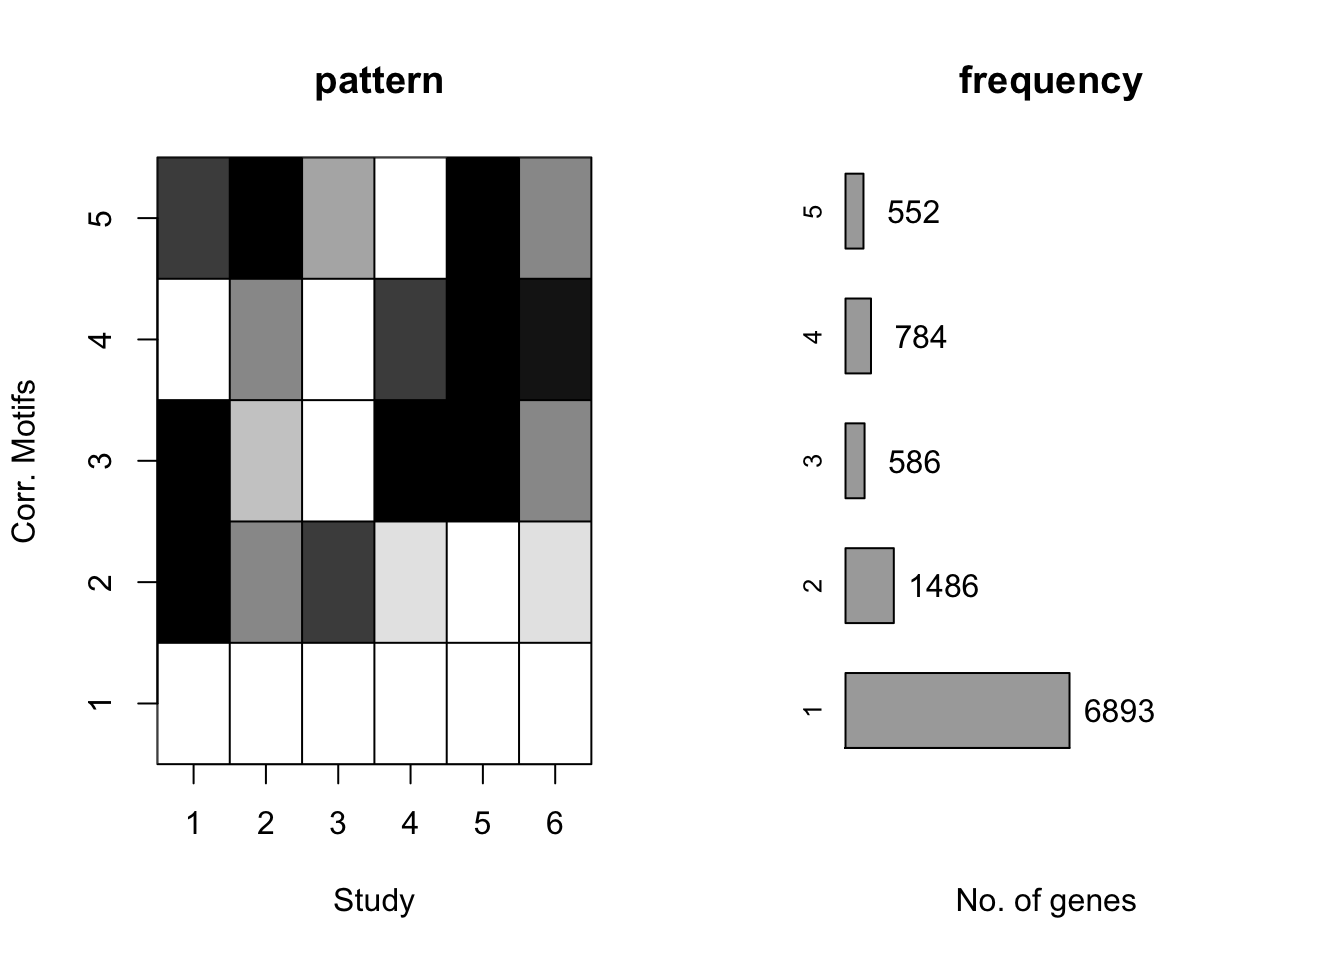 pattern
Corr. Motifs
5
4
3
2
1
1 2 3 4 5 6
Study
frequency
5 552
4 784
3 586
2 1486
1 6893
No. of genes